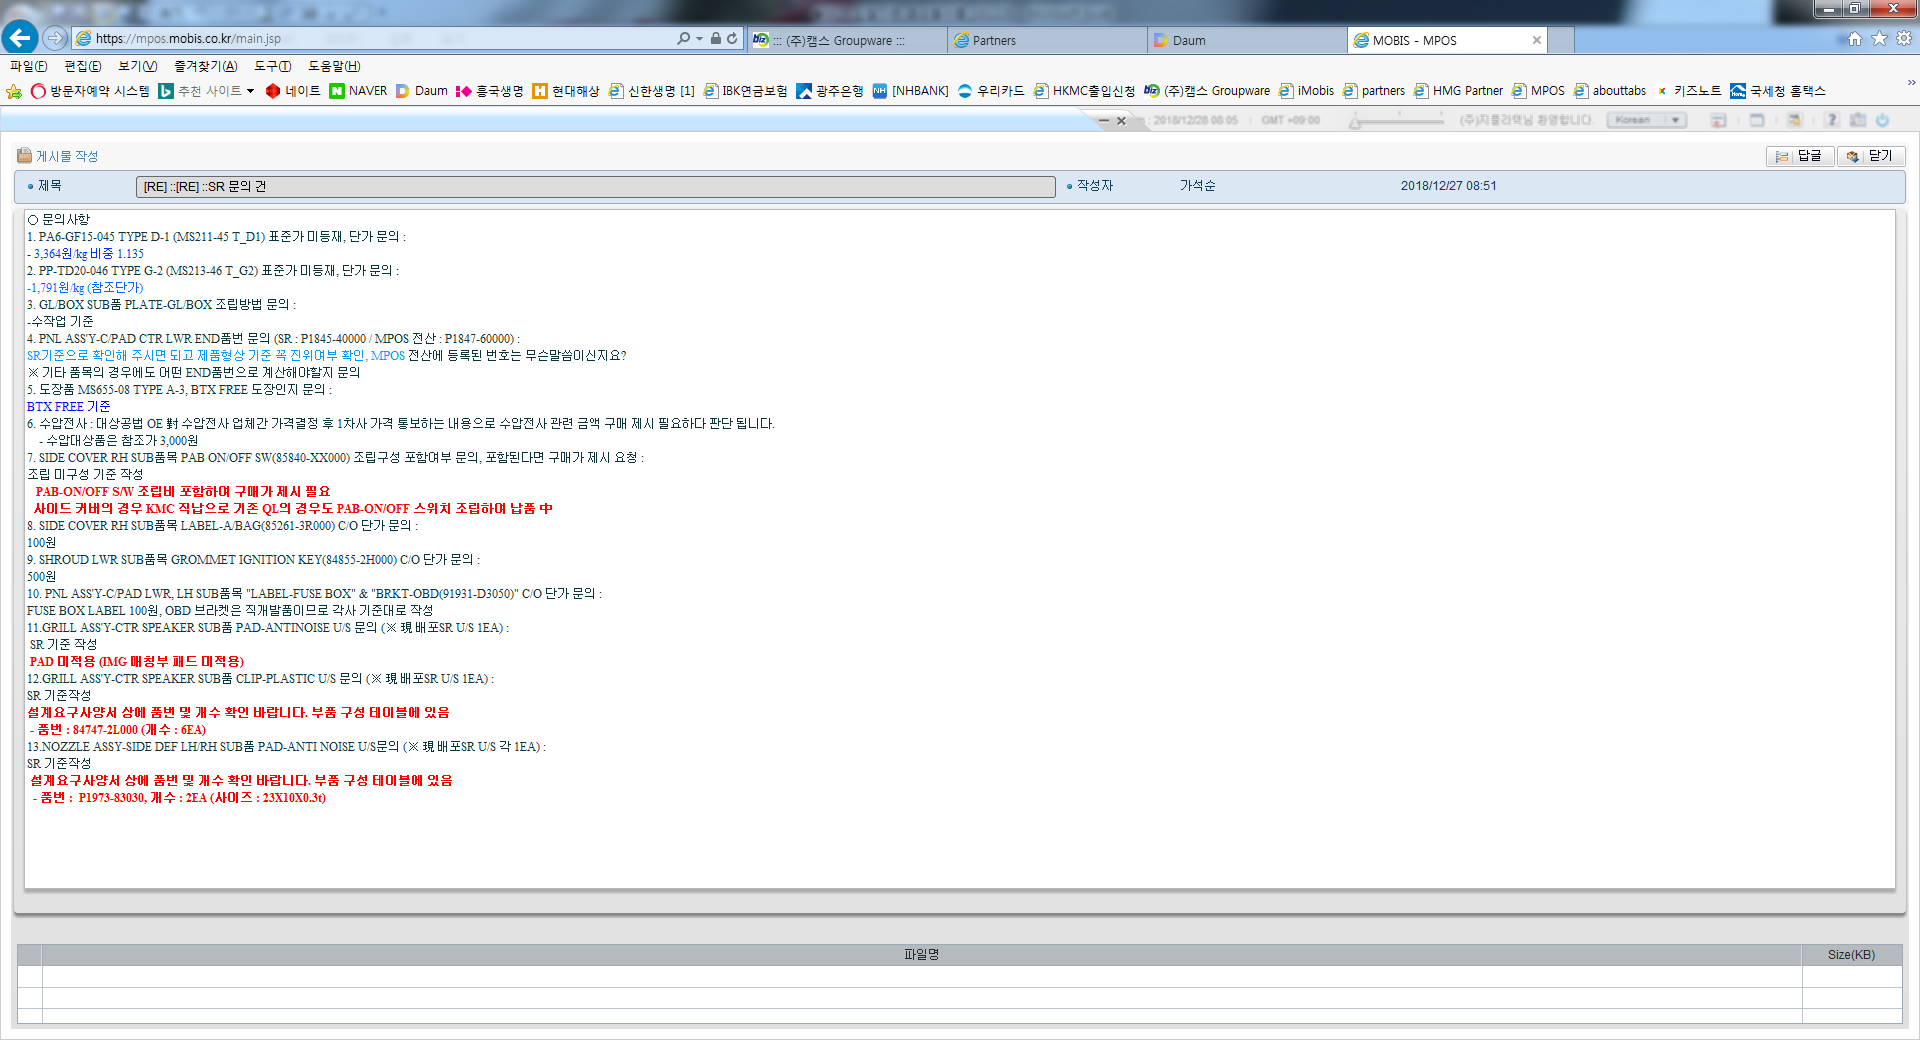 https://mpos.mobis.co.kr/main.jsp
::: (주)캠스 Groupware :::
Partners
Daum
MOBIS - MPOS
파일(F) 편집(E) 보기(V) 즐겨찾기(A) 도구(T) 도움말(H)
방문자예약 시스템 추천 사이트 네이트 NAVER Daum 흥국생명 현대해상 신한생명 [1] IBK연금보험 광주은행 [NHBANK] 우리카드 HKMC출입신청 (주)캠스 Groupware iMobis partners HMG Partner MPOS abouttabs 키즈노트 국세청 홈택스
: 2018/12/28 08:05 GMT +09:00 환영합니다. Korean
게시물 작성 답글 닫기
제목 [RE] ::[RE] ::SR 문의 건 작성자 가석순 2018/12/27 08:51
○ 문의사항
1. PA6-GF15-045 TYPE D-1 (MS211-45 T_D1) 표준가 미등재, 단가 문의 :
- 3,364원/kg 비중 1.135
2. PP-TD20-046 TYPE G-2 (MS213-46 T_G2) 표준가 미등재, 단가 문의 :
-1,791원/kg (참조단가)
3. GL/BOX SUB품 PLATE-GL/BOX 조립방법 문의 :
-수작업 기준
4. PNL ASS'Y-C/PAD CTR LWR END품번 문의 (SR : P1845-40000 / MPOS 전산 : P1847-60000) :
SR기준으로 확인해 주시면 되고 제품형상 기준 꼭 진위여부 확인, MPOS 전산에 등록된 번호는 무슨말씀이신지요?
※ 기타 품목의 경우에도 어떤 END품번으로 계산해야할지 문의
5. 도장품 MS655-08 TYPE A-3, BTX FREE 도장인지 문의 :
BTX FREE 기준
6. 수압전사 : 대상공법 OE 對 수압전사 업체간 가격결정 후 1차사 가격 통보하는 내용으로 수압전사 관련 금액 구매 제시 필요하다 판단 됩니다.
- 수압대상품은 참조가 3,000원
7. SIDE COVER RH SUB품목 PAB ON/OFF SW(85840-XX000) 조립구성 포함여부 문의, 포함된다면 구매가 제시 요청 :
조립 미구성 기준 작성
PAB-ON/OFF S/W 조립비 포함하여 구매가 제시 필요
사이드 커버의 경우 KMC 직납으로 기존 QL의 경우도 PAB-ON/OFF 스위치 조립하여 납품 中
8. SIDE COVER RH SUB품목 LABEL-A/BAG(85261-3R000) C/O 단가 문의 :
100원
9. SHROUD LWR SUB품목 GROMMET IGNITION KEY(84855-2H000) C/O 단가 문의 :
500원
10. PNL ASS'Y-C/PAD LWR, LH SUB품목 "LABEL-FUSE BOX" & "BRKT-OBD(91931-D3050)" C/O 단가 문의 :
FUSE BOX LABEL 100원, OBD 브라켓은 직개발품이므로 각사 기준대로 작성
11.GRILL ASS'Y-CTR SPEAKER SUB품 PAD-ANTINOISE U/S 문의 (※ 現 배포SR U/S 1EA) :
SR 기준 작성
PAD 미적용 (IMG 매칭부 패드 미적용)
12.GRILL ASS'Y-CTR SPEAKER SUB품 CLIP-PLASTIC U/S 문의 (※ 現 배포SR U/S 1EA) :
SR 기준작성
설계요구사양서 상에 품번 및 개수 확인 바랍니다. 부품 구성 테이블에 있음
- 품번 : 84747-2L000 (개수 : 6EA)
13.NOZZLE ASSY-SIDE DEF LH/RH SUB품 PAD-ANTI NOISE U/S문의 (※ 現 배포SR U/S 각 1EA) :
SR 기준작성
설계요구사양서 상에 품번 및 개수 확인 바랍니다. 부품 구성 테이블에 있음
- 품번 : P1973-83030, 개수 : 2EA (사이즈 : 23X10X0.3t)
파일명 Size(KB)